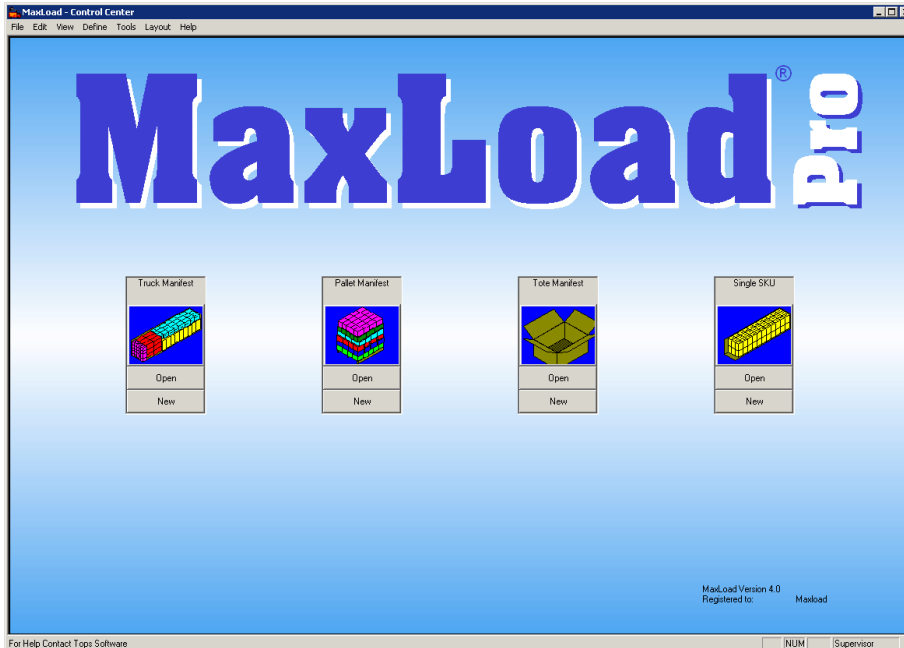 MaxLoad - Control Center
File Edit View Define Tools Layout Help
MaxLoad® Pro
Truck Manifest Pallet Manifest Tote Manifest Single SKU
Open Open Open Open
New New New New
MaxLoad Version 4.0
Registered to: Maxload
For Help Contact Tops Software NUM Supervisor